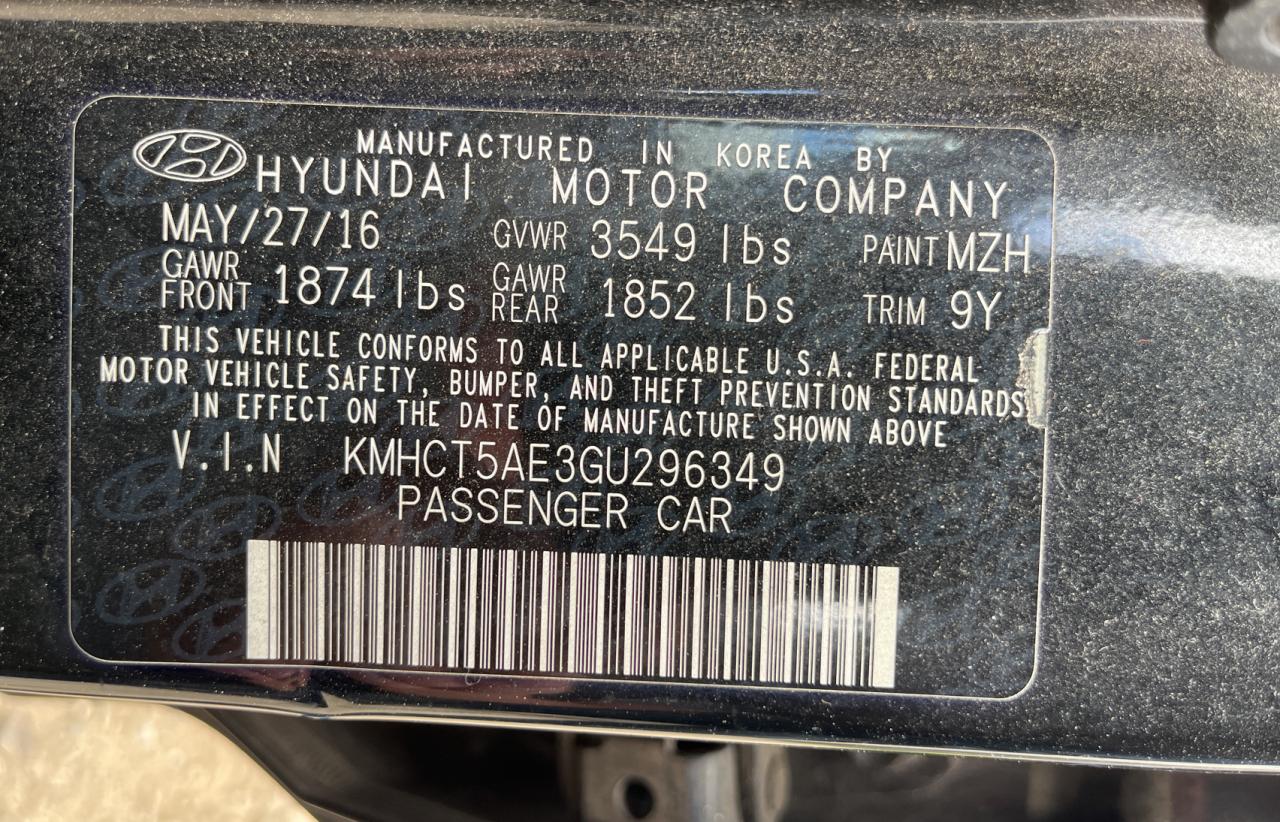 MANUFACTURED IN KOREA BY
HYUNDAI MOTOR COMPANY
MAY/27/16 GVWR 3549 lbs PAINT MZH
GAWR FRONT 1874 lbs GAWR REAR 1852 lbs TRIM 9Y
THIS VEHICLE CONFORMS TO ALL APPLICABLE U.S.A. FEDERAL
MOTOR VEHICLE SAFETY, BUMPER, AND THEFT PREVENTION STANDARDS
IN EFFECT ON THE DATE OF MANUFACTURE SHOWN ABOVE
V.I.N KMHCT5AE3GU296349
PASSENGER CAR